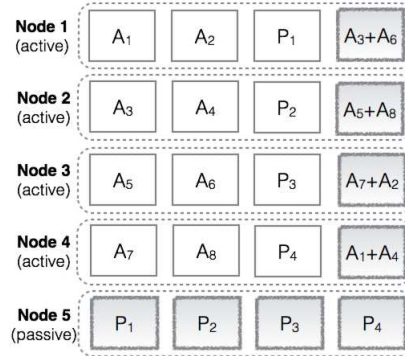 Node 1 (active) A₁ A₂ P₁ A₃+A₆
Node 2 (active) A₃ A₄ P₂ A₅+A₈
Node 3 (active) A₅ A₆ P₃ A₇+A₂
Node 4 (active) A₇ A₈ P₄ A₁+A₄
Node 5 (passive) P₁ P₂ P₃ P₄